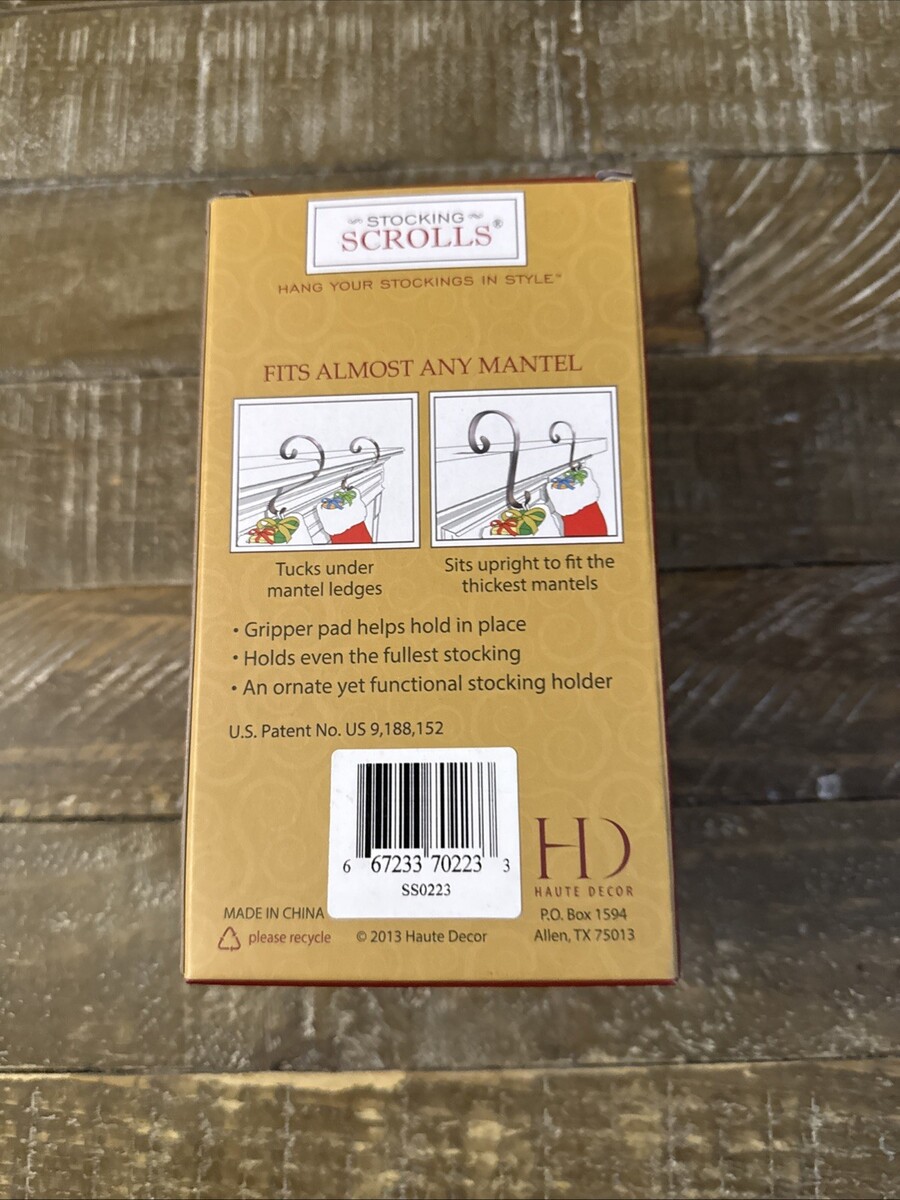 STOCKING
SCROLLS®
HANG YOUR STOCKINGS IN STYLE™
FITS ALMOST ANY MANTEL
Tucks under
mantel ledges
Sits upright to fit the
thickest mantels
• Gripper pad helps hold in place
• Holds even the fullest stocking
• An ornate yet functional stocking holder
U.S. Patent No. US 9,188,152
6 67233 70223 3
SS0223
HD
HAUTE DECOR
P.O. Box 1594
Allen, TX 75013
MADE IN CHINA
please recycle
© 2013 Haute Decor